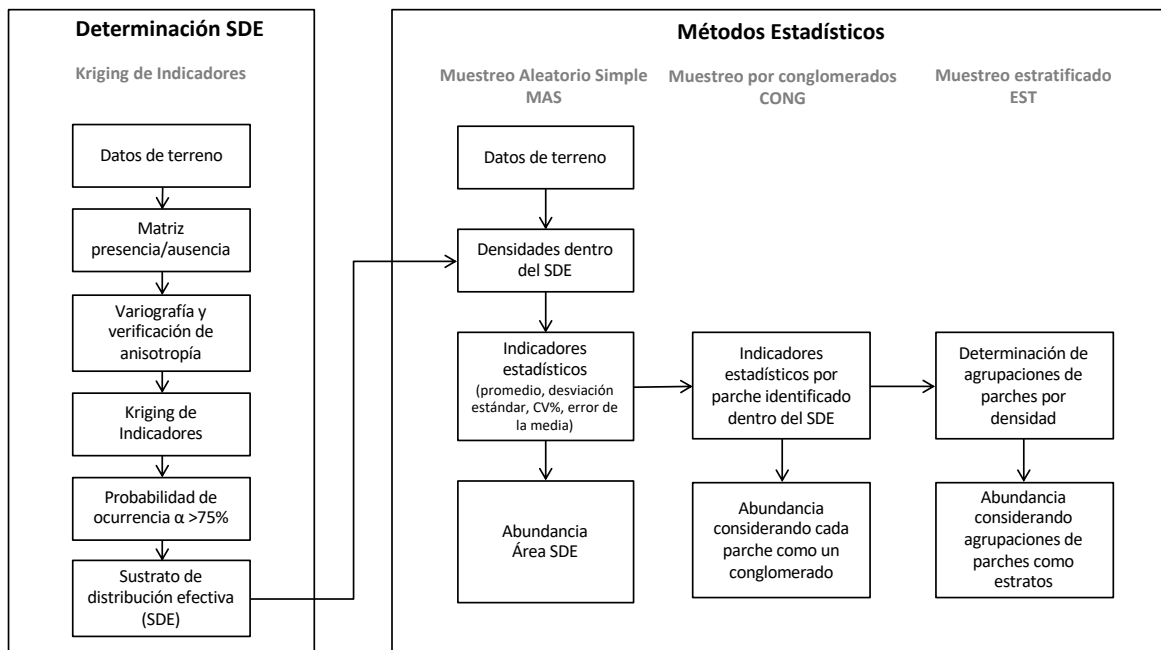 Determinación SDE
Kriging de Indicadores
Datos de terreno
Matriz
presencia/ausencia
Variografía y
verificación de
anisotropía
Kriging de
Indicadores
Probabilidad de
ocurrencia α >75%
Sustrato de
distribución efectiva
(SDE)
Métodos Estadísticos
Muestreo Aleatorio Simple
MAS
Datos de terreno
Densidades dentro
del SDE
Indicadores
estadísticos
(promedio, desviación
estándar, CV%, error de
la media)
Abundancia
Área SDE
Muestreo por conglomerados
CONG
Indicadores
estadísticos por
parche identificado
dentro del SDE
Abundancia
considerando cada
parche como un
conglomerado
Muestreo estratificado
EST
Determinación de
agrupaciones de
parches por
densidad
Abundancia
considerando
agrupaciones de
parches como
estratos